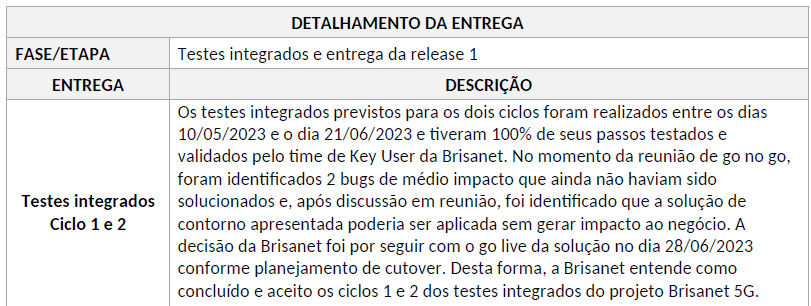 DETALHAMENTO DA ENTREGA
FASE/ETAPA Testes integrados e entrega da release 1
ENTREGA DESCRIÇÃO
Testes integrados
Ciclo 1 e 2
Os testes integrados previstos para os dois ciclos foram realizados entre os dias
10/05/2023 e o dia 21/06/2023 e tiveram 100% de seus passos testados e
validados pelo time de Key User da Brisanet. No momento da reunião de go no go,
foram identificados 2 bugs de médio impacto que ainda não haviam sido
solucionados e, após discussão em reunião, foi identificado que a solução de
contorno apresentada poderia ser aplicada sem gerar impacto ao negócio. A
decisão da Brisanet foi por seguir com o go live da solução no dia 28/06/2023
conforme planejamento de cutover. Desta forma, a Brisanet entende como
concluído e aceito os ciclos 1 e 2 dos testes integrados do projeto Brisanet 5G.